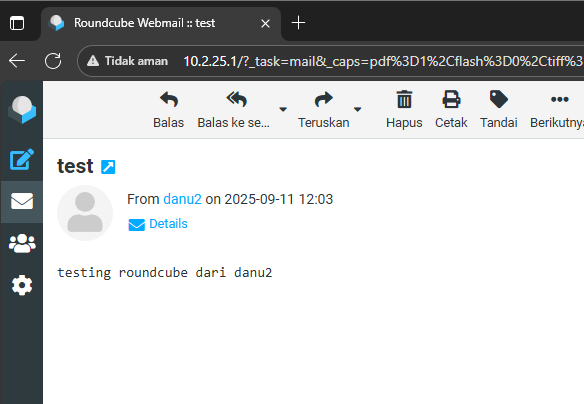 Roundcube Webmail :: test
Tidak aman 10.2.25.1/?_task=mail&_caps=pdf%3D1%2Cflash%3D0%2Ctiff%3
Balas Balas ke se... Teruskan Hapus Cetak Tandai Berikutnya
test
From danu2 on 2025-09-11 12:03
Details
testing roundcube dari danu2